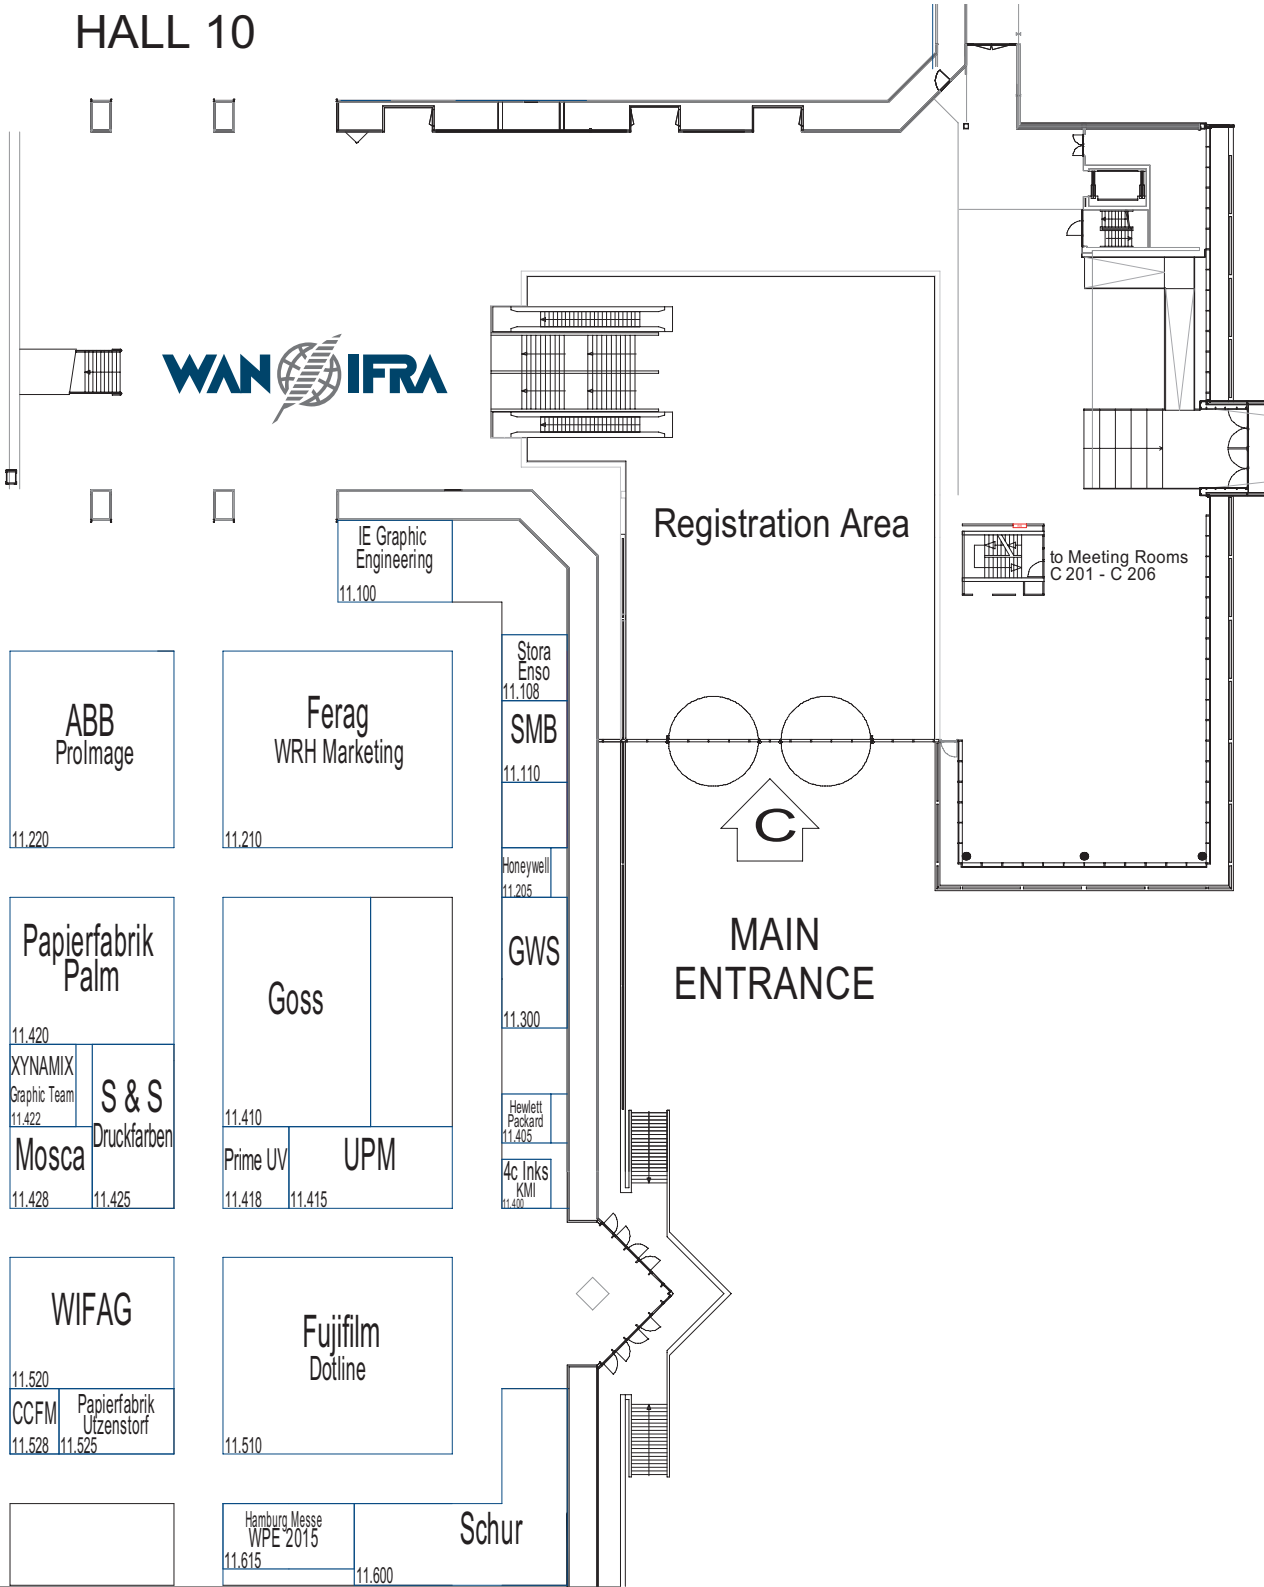 HALL 10
WAN IFRA
Registration Area
to Meeting Rooms
C 201 - C 206
IE Graphic
Engineering
11.100
Stora
Enso
11.108
ABB
ProImage
11.220
Ferag
WRH Marketing
11.210
SMB
11.110
C
MAIN
ENTRANCE
Honeywell
11.205
Papierfabrik
Palm
11.420
Goss
11.410
GWS
11.300
XYNAMIX
Graphic Team
11.422
S & S
Druckfarben
11.425
Mosca
11.428
Hewlett
Packard
11.405
Prime UV
11.418
UPM
11.415
4c Inks
KMI
11.400
WIFAG
11.520
Fujifilm
Dotline
11.510
CCFM
11.528
Papierfabrik
Utzenstorf
11.525
Hamburg Messe
WPE 2015
11.615
Schur
11.600